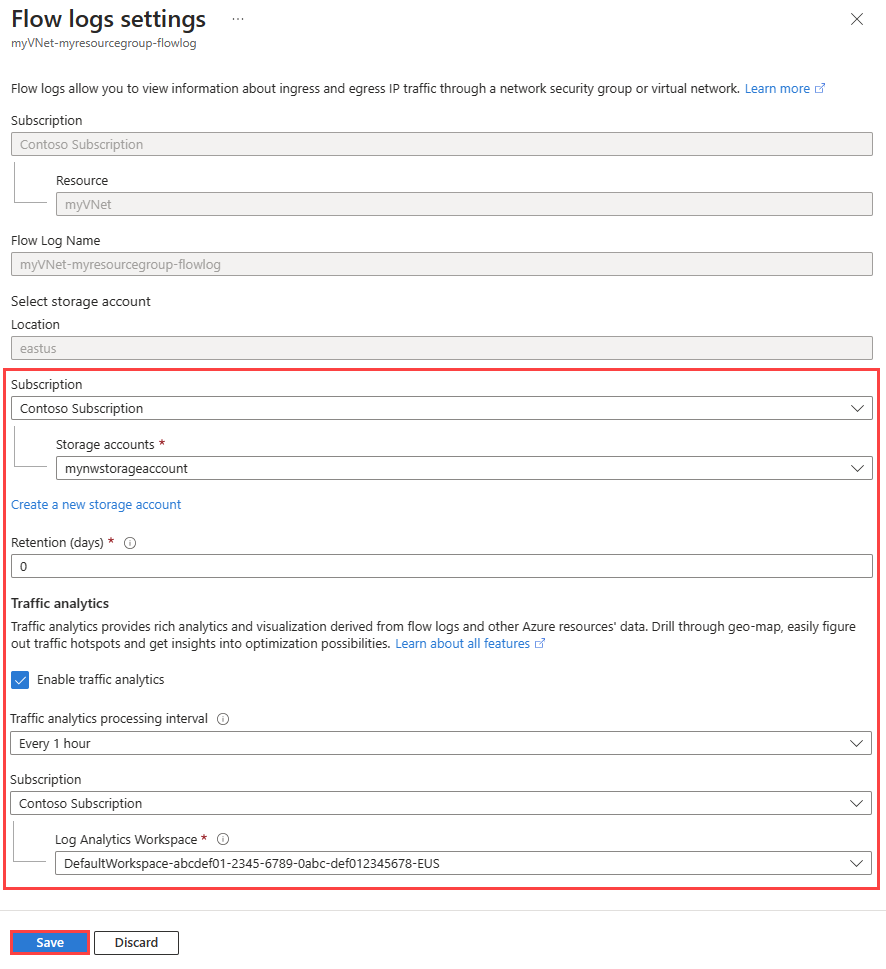 Flow logs settings ...
myVNet-myresourcegroup-flowlog
Flow logs allow you to view information about ingress and egress IP traffic through a network security group or virtual network. Learn more
Subscription
Contoso Subscription
Resource
myVNet
Flow Log Name
myVNet-myresourcegroup-flowlog
Select storage account
Location
eastus
Subscription
Contoso Subscription
Storage accounts *
mynwstorageaccount
Create a new storage account
Retention (days) *
0
Traffic analytics
Traffic analytics provides rich analytics and visualization derived from flow logs and other Azure resources' data. Drill through geo-map, easily figure
out traffic hotspots and get insights into optimization possibilities. Learn about all features
Enable traffic analytics
Traffic analytics processing interval
Every 1 hour
Subscription
Contoso Subscription
Log Analytics Workspace *
DefaultWorkspace-abcdef01-2345-6789-0abc-def012345678-EUS
Save Discard